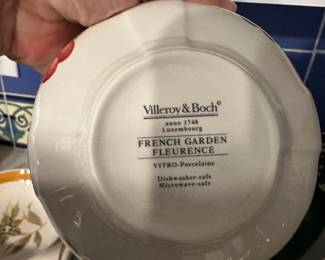 Villeroy & Boch®
anno 1748
Luxembourg
FRENCH GARDEN
FLEURENCE
VITRO-Porcelaine
Dishwasher-safe
Microwave-safe